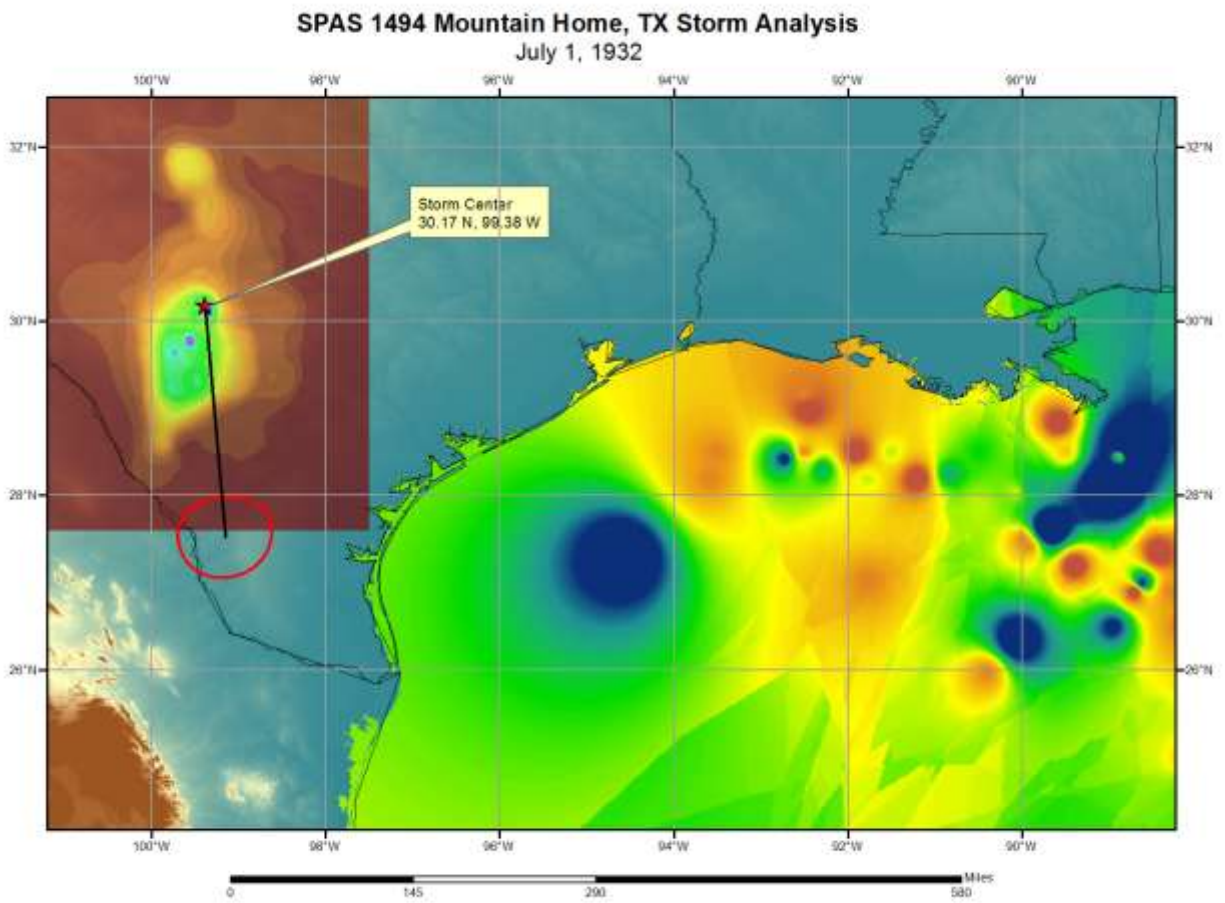 SPAS 1494 Mountain Home, TX Storm Analysis
July 1, 1932
100°W 98°W 96°W 94°W 92°W 90°W
32°N 32°N
Storm Center
30.17 N, 99.38 W
30°N 30°N
28°N 28°N
26°N 26°N
100°W 98°W 96°W 94°W 92°W 90°W
Miles
0 145 290 580